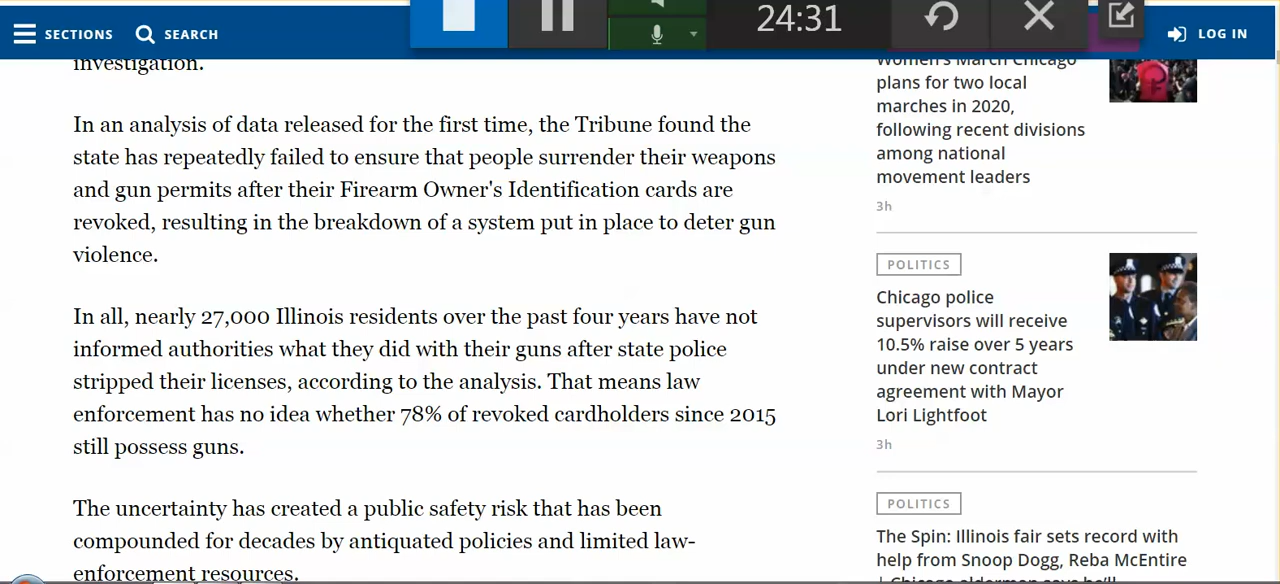 SECTIONS
SEARCH
24:31
LOG IN
investigation.
In an analysis of data released for the first time, the Tribune found the
state has repeatedly failed to ensure that people surrender their weapons
and gun permits after their Firearm Owner's Identification cards are
revoked, resulting in the breakdown of a system put in place to deter gun
violence.
In all, nearly 27,000 Illinois residents over the past four years have not
informed authorities what they did with their guns after state police
stripped their licenses, according to the analysis. That means law
enforcement has no idea whether 78% of revoked cardholders since 2015
still possess guns.
The uncertainty has created a public safety risk that has been
compounded for decades by antiquated policies and limited law-
enforcement resources.
Women's March Chicago
plans for two local
marches in 2020,
following recent divisions
among national
movement leaders
3h
POLITICS
Chicago police
supervisors will receive
10.5% raise over 5 years
under new contract
agreement with Mayor
Lori Lightfoot
3h
POLITICS
The Spin: Illinois fair sets record with
help from Snoop Dogg, Reba McEntire
| Chicago alderman says he'll